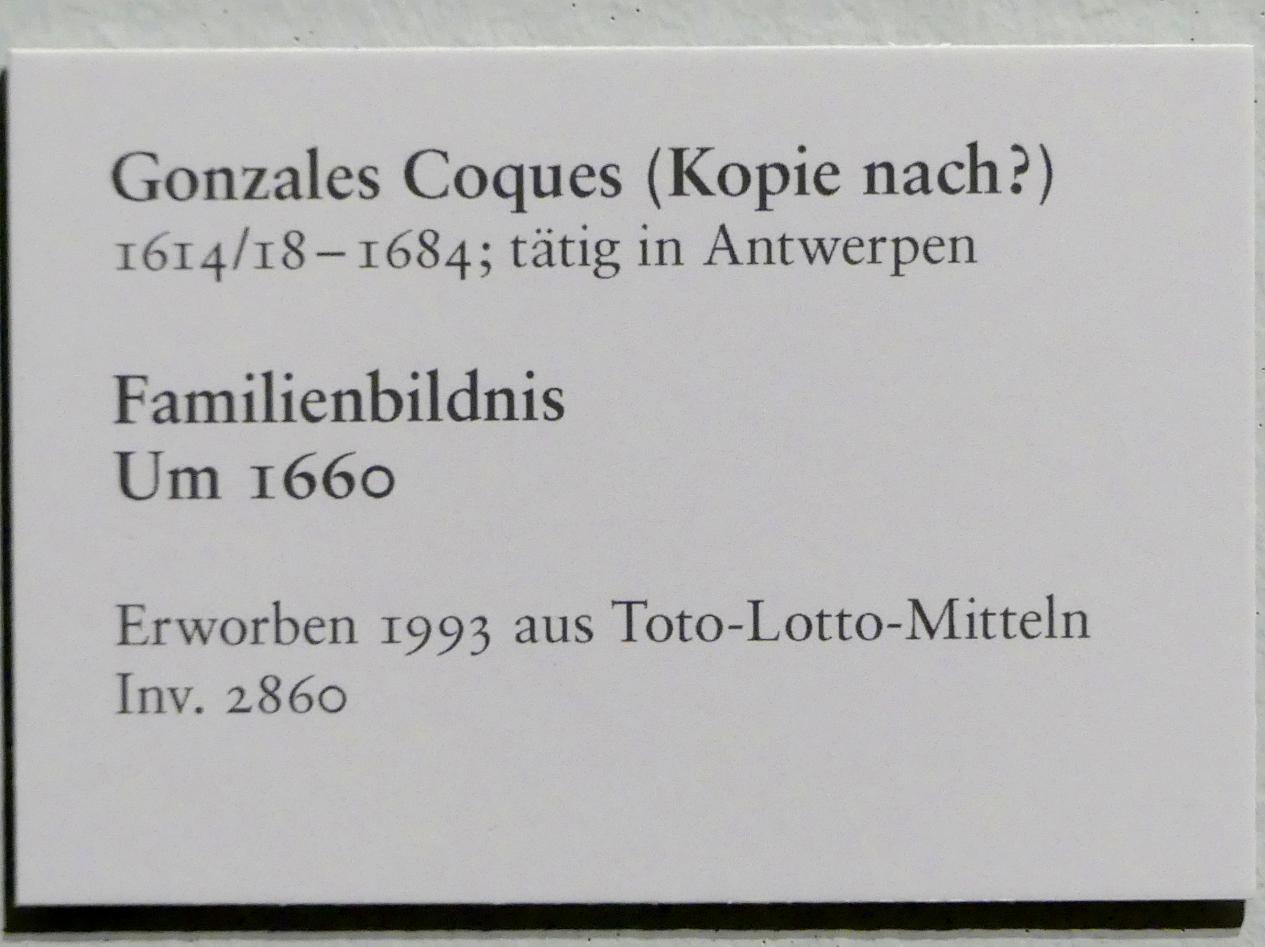 Gonzales Coques (Kopie nach?)
1614/18 – 1684; tätig in Antwerpen
Familienbildnis
Um 1660
Erworben 1993 aus Toto-Lotto-Mitteln
Inv. 2860